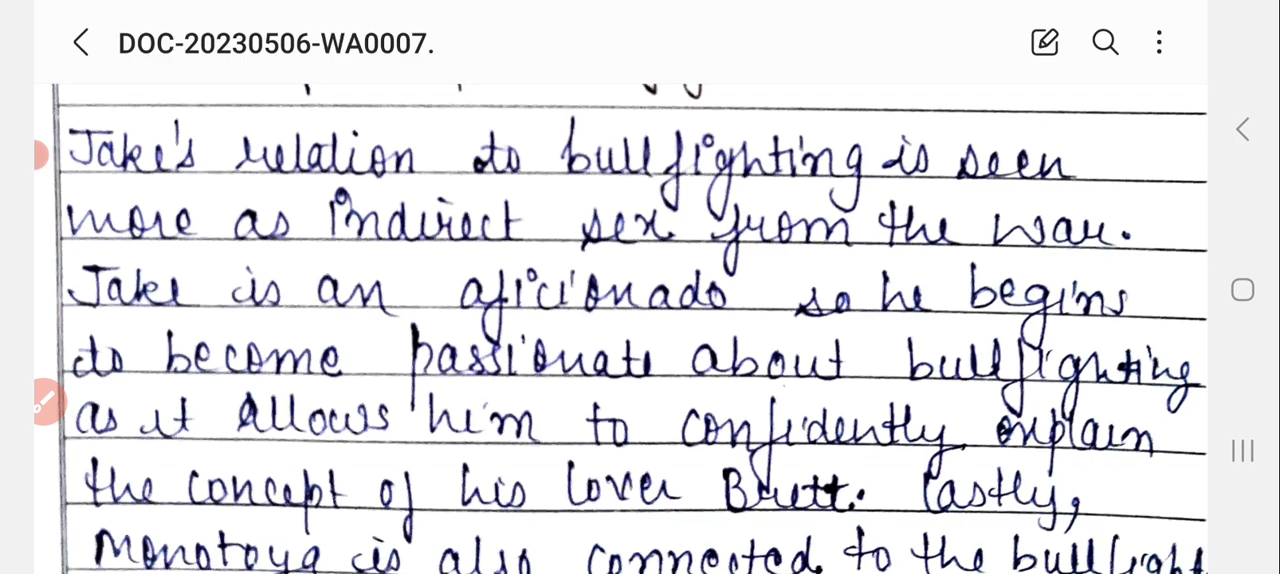 DOC-20230506-WA0007.
Jake's relation to bullfighting is seen
more as indirect sex from the war.
Jake is an aficionado so he begins
to become passionate about bullfighting
as it allows him to confidently explain
the concept of his lover Brett. Lastly,
Monotoya is also connected to the bullfight